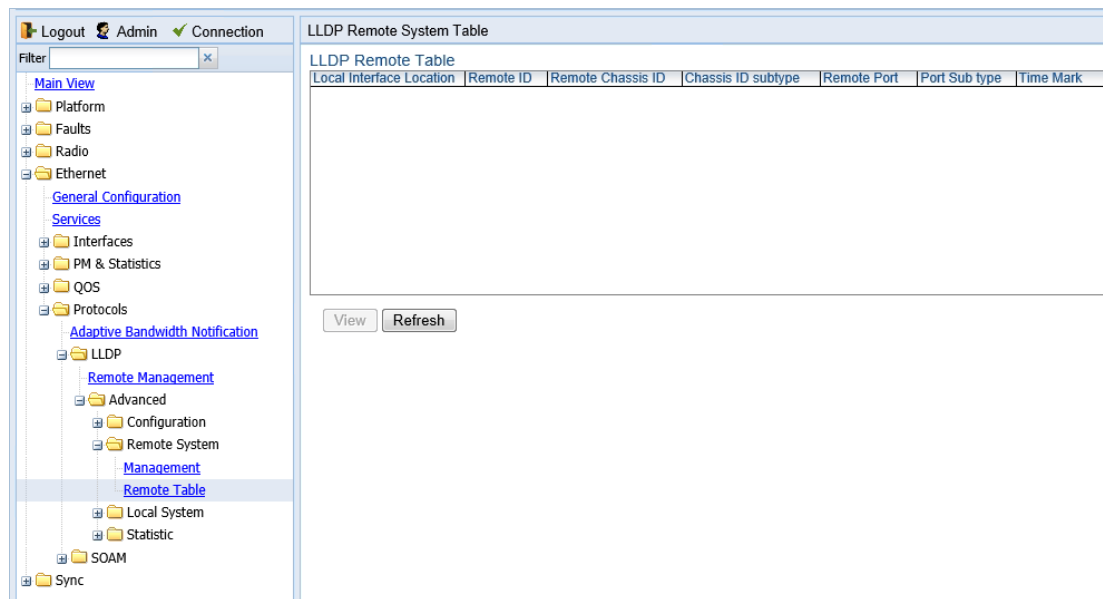 Logout Admin Connection
Filter
Main View
Platform
Faults
Radio
Ethernet
General Configuration
Services
Interfaces
PM & Statistics
QOS
Protocols
Adaptive Bandwidth Notification
LLDP
Remote Management
Advanced
Configuration
Remote System
Management
Remote Table
Local System
Statistic
SOAM
Sync
LLDP Remote System Table
LLDP Remote Table
Local Interface Location Remote ID Remote Chassis ID Chassis ID subtype Remote Port Port Sub type Time Mark
View Refresh